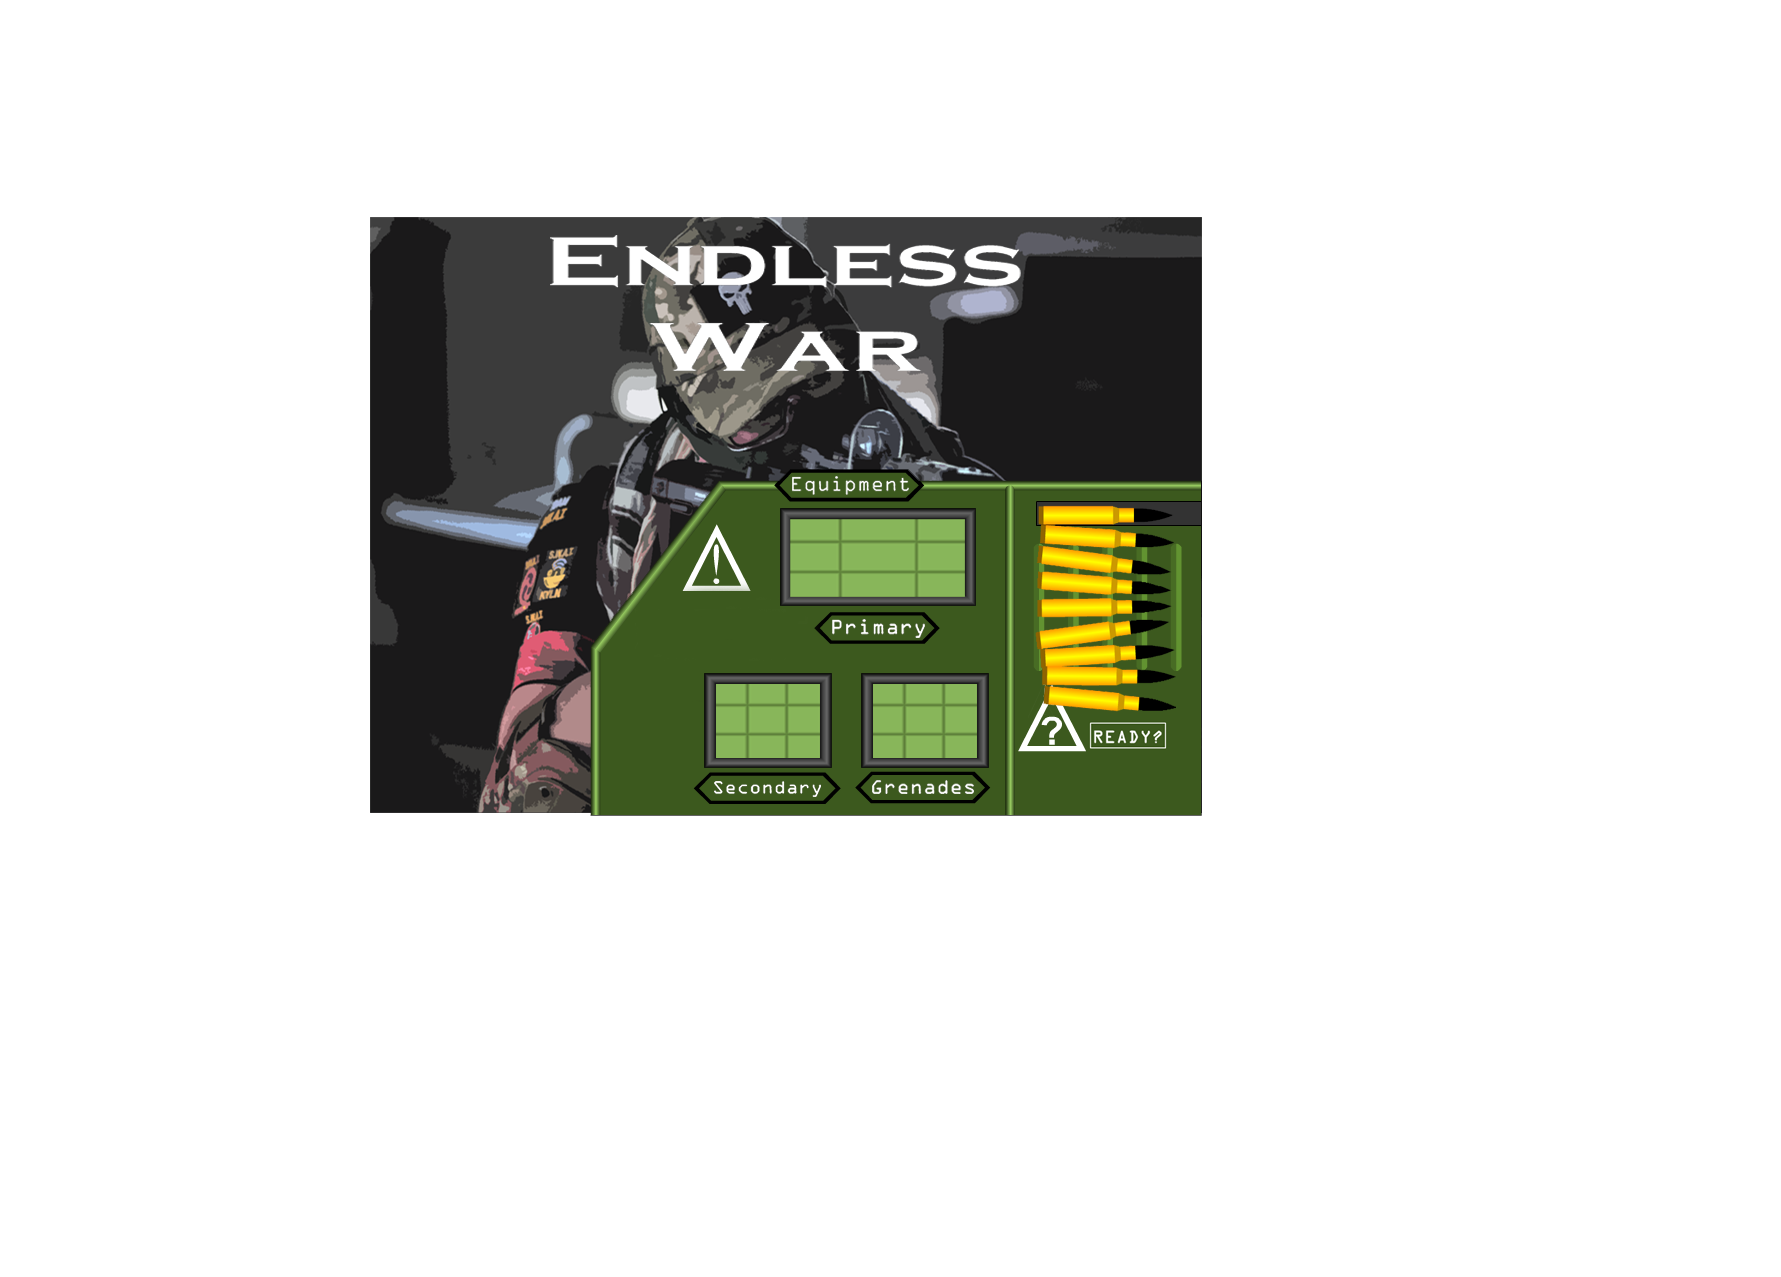 Endless
War
Equipment
!
Primary
Secondary
Grenades
?
READY?
S.W.A.T.